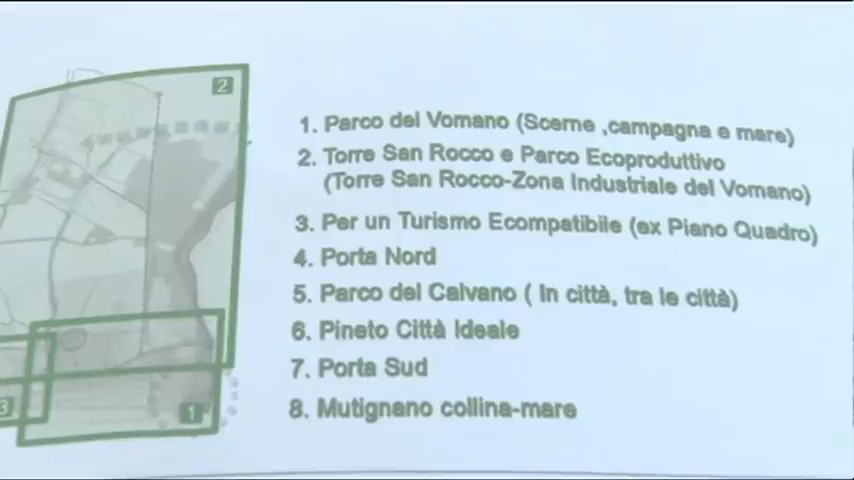 2
1. Parco del Vomano (Scerne ,campagna e mare)
2. Torre San Rocco e Parco Ecoproduttivo
(Torre San Rocco-Zona Industriale del Vomano)
3. Per un Turismo Ecompatibile (ex Piano Quadro)
4. Porta Nord
5. Parco del Calvano ( In città, tra le città)
6. Pineto Città Ideale
7. Porta Sud
8. Mutignano collina-mare
3
1